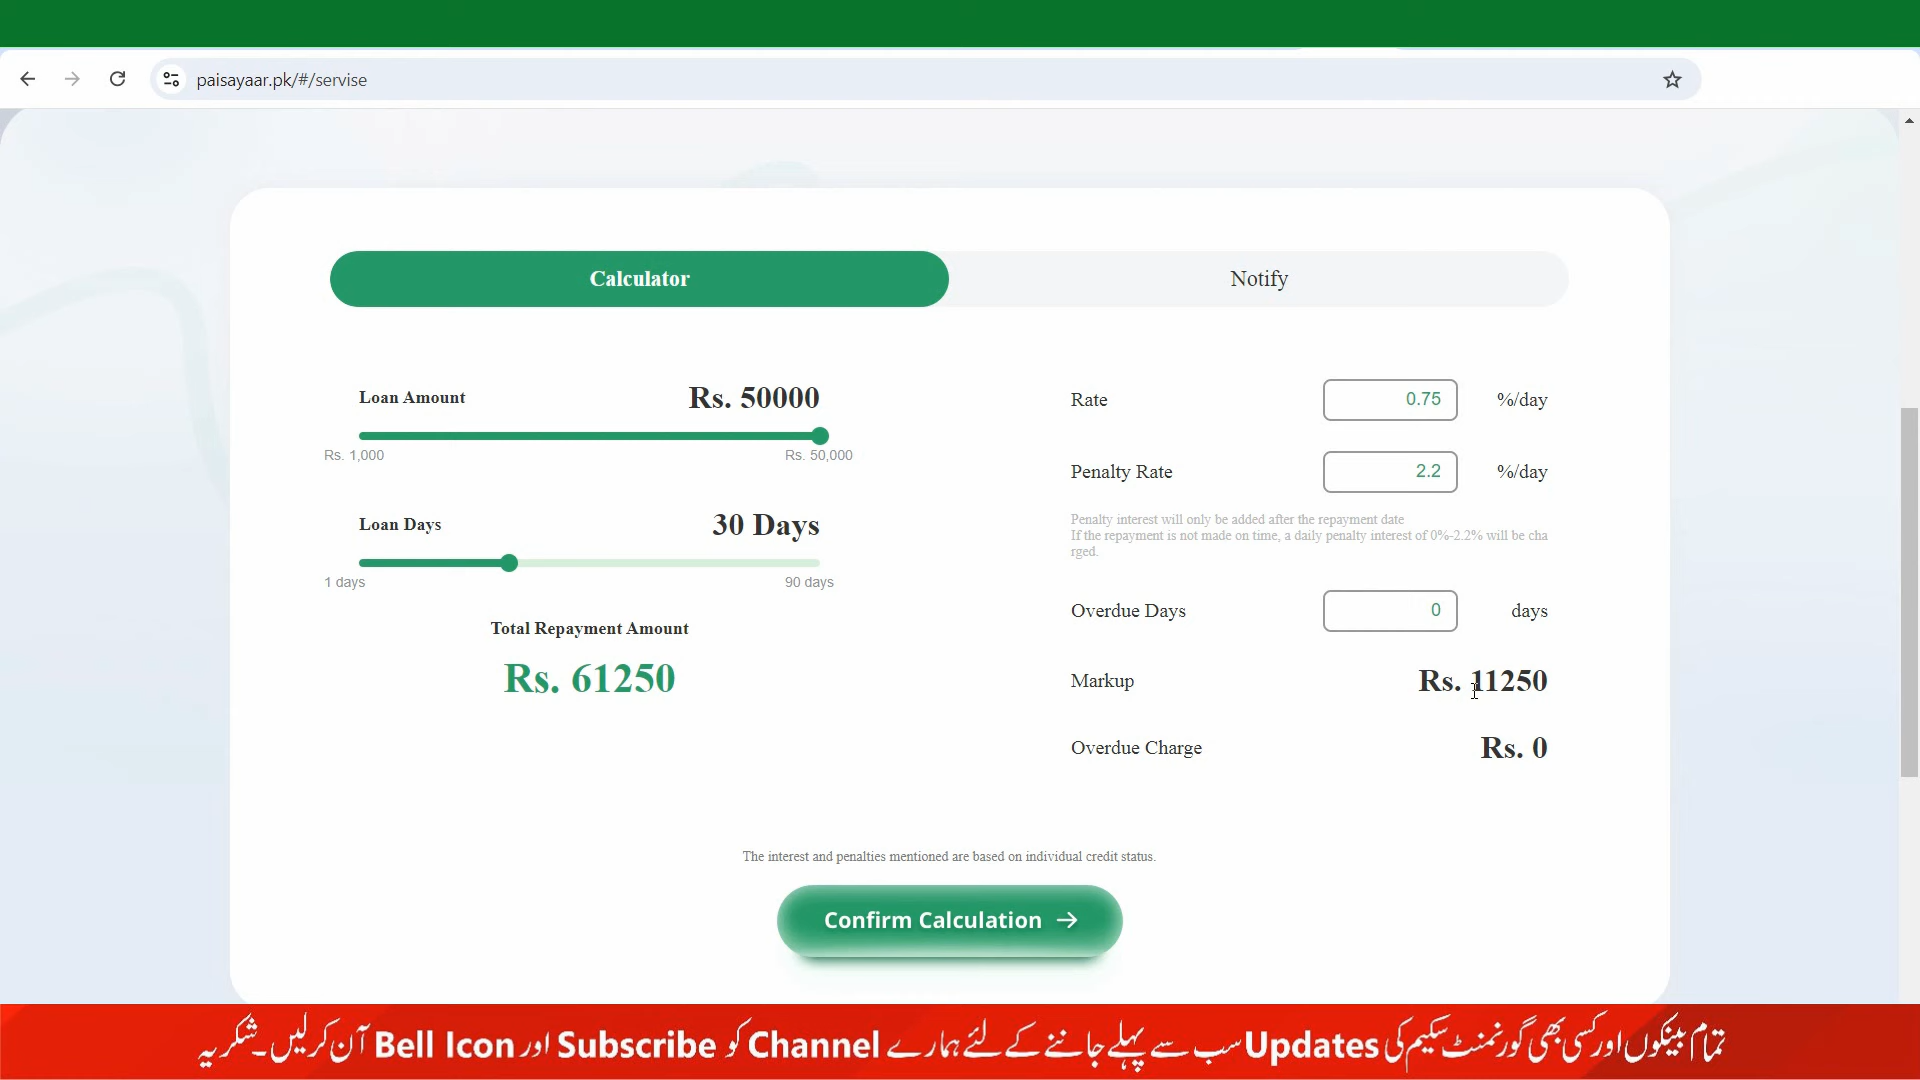 paisayaar.pk/#/servise
Calculator
Notify
Loan Amount
Rs. 50000
Rs. 1,000
Rs. 50,000
Loan Days
30 Days
1 days
90 days
Total Repayment Amount
Rs. 61250
Rate
0.75
%/day
Penalty Rate
2.2
%/day
Penalty interest will only be added after the repayment date
If the repayment is not made on time, a daily penalty interest of 0%-2.2% will be cha
rged.
Overdue Days
0
days
Markup
Rs. 11250
Overdue Charge
Rs. 0
The interest and penalties mentioned are based on individual credit status.
Confirm Calculation
تمام بینکوں اور کسی بھی گورنمنٹ سکیم کی Updates سب سے پہلے جاننے کے لئے ہمارے Channel کو Subscribe اور Bell Icon آن کر لیں۔ شکریہ